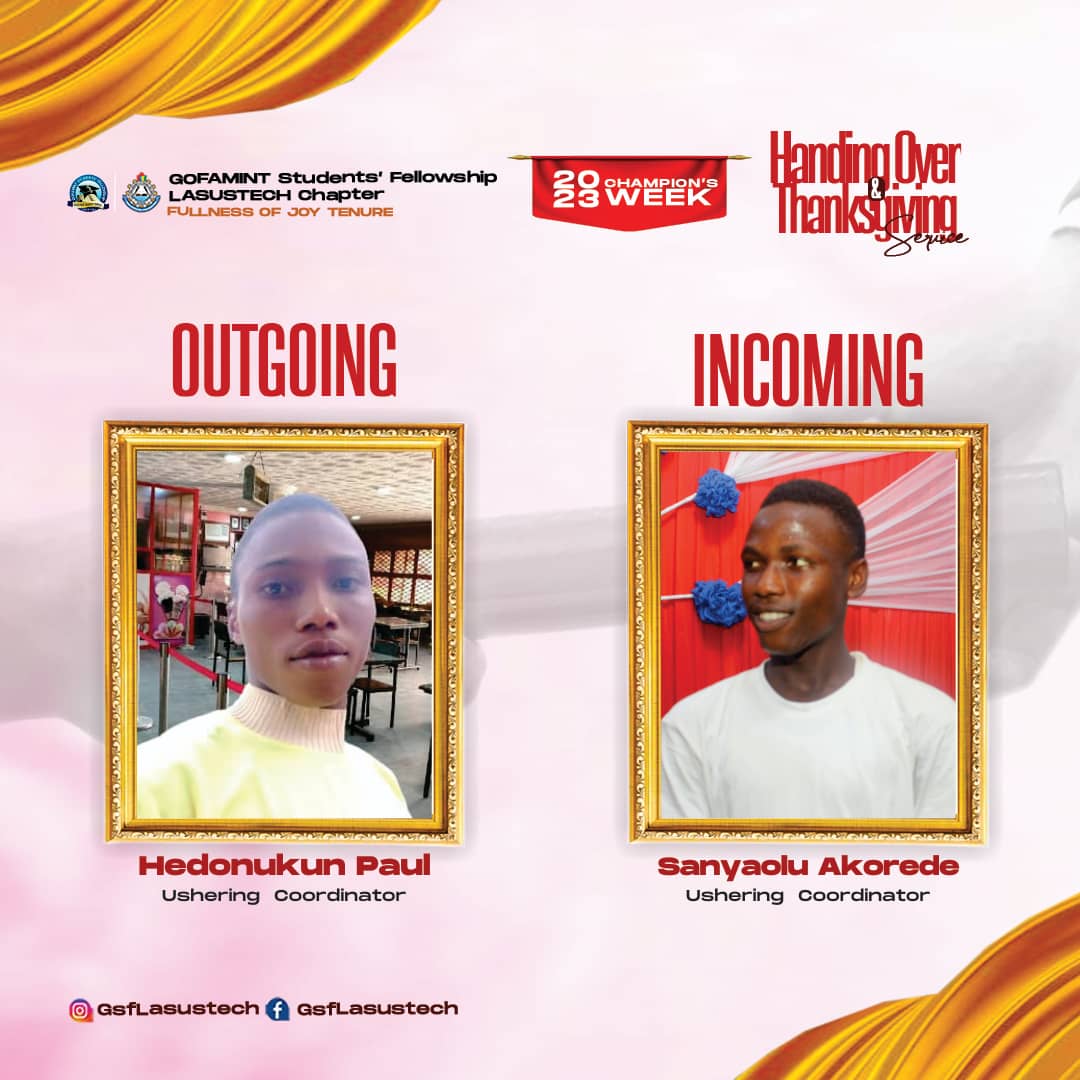 GOFAMINT Students' Fellowship
LASUSTECH Chapter
FULLNESS OF JOY TENURE
2023 CHAMPION'S WEEK
Handing Over
&
Thanksgiving
Service
OUTGOING
INCOMING
Hedonukun Paul
Ushering Coordinator
Sanyaolu Akorede
Ushering Coordinator
GsfLasustech GsfLasustech